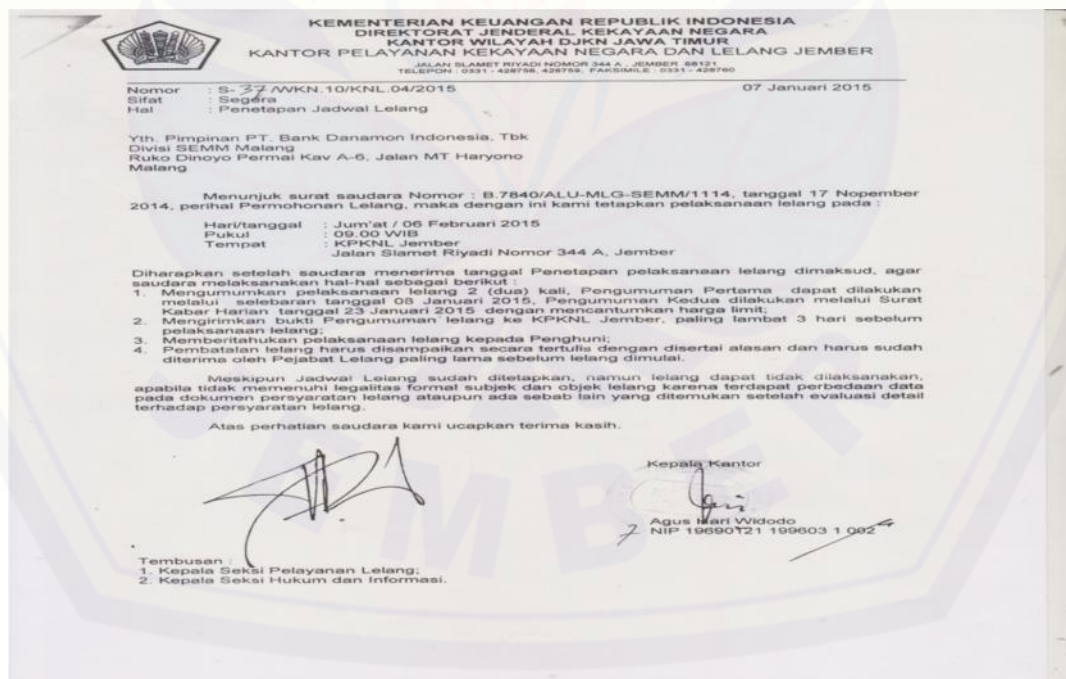 KEMENTERIAN KEUANGAN REPUBLIK INDONESIA
DIREKTORAT JENDERAL KEKAYAAN NEGARA
KANTOR WILAYAH DJKN JAWA TIMUR
KANTOR PELAYANAN KEKAYAAN NEGARA DAN LELANG JEMBER
JALAN SLAMET RIYADI NOMOR 344 A , JEMBER 68121
TELEPON : 0331 - 428758, 428759, FAKSIMILE : 0331 - 428760
Nomor : S- 37 /WKN.10/KNL.04/2015 07 Januari 2015
Sifat : Segera
Hal : Penetapan Jadwal Lelang
Yth. Pimpinan PT. Bank Danamon Indonesia, Tbk
Divisi SEMM Malang
Ruko Dinoyo Permai Kav A-6, Jalan MT Haryono
Malang
Menunjuk surat saudara Nomor : B.7840/ALU-MLG-SEMM/1114, tanggal 17 Nopember
2014, perihal Permohonan Lelang, maka dengan ini kami tetapkan pelaksanaan lelang pada :
Hari/tanggal : Jum'at / 06 Februari 2015
Pukul : 09.00 WIB
Tempat : KPKNL Jember
Jalan Slamet Riyadi Nomor 344 A, Jember
Diharapkan setelah saudara menerima tanggal Penetapan pelaksanaan lelang dimaksud, agar
saudara melaksanakan hal-hal sebagai berikut :
1. Mengumumkan pelaksanaan lelang 2 (dua) kali, Pengumuman Pertama dapat dilakukan
melalui selebaran tanggal 08 Januari 2015, Pengumuman Kedua dilakukan melalui Surat
Kabar Harian tanggal 23 Januari 2015 dengan mencantumkan harga limit;
2. Mengirimkan bukti Pengumuman lelang ke KPKNL Jember, paling lambat 3 hari sebelum
pelaksanaan lelang;
3. Memberitahukan pelaksanaan lelang kepada Penghuni;
4. Pembatalan lelang harus disampaikan secara tertulis dengan disertai alasan dan harus sudah
diterima oleh Pejabat Lelang paling lama sebelum lelang dimulai.
Meskipun Jadwal Lelang sudah ditetapkan, namun lelang dapat tidak dilaksanakan,
apabila tidak memenuhi legalitas formal subjek dan objek lelang karena terdapat perbedaan data
pada dokumen persyaratan lelang ataupun ada sebab lain yang ditemukan setelah evaluasi detail
terhadap persyaratan lelang.
Atas perhatian saudara kami ucapkan terima kasih.
Kepala Kantor
Agus Hari Widodo
NIP 19690121 199603 1 002
Tembusan :
1. Kepala Seksi Pelayanan Lelang;
2. Kepala Seksi Hukum dan Informasi.